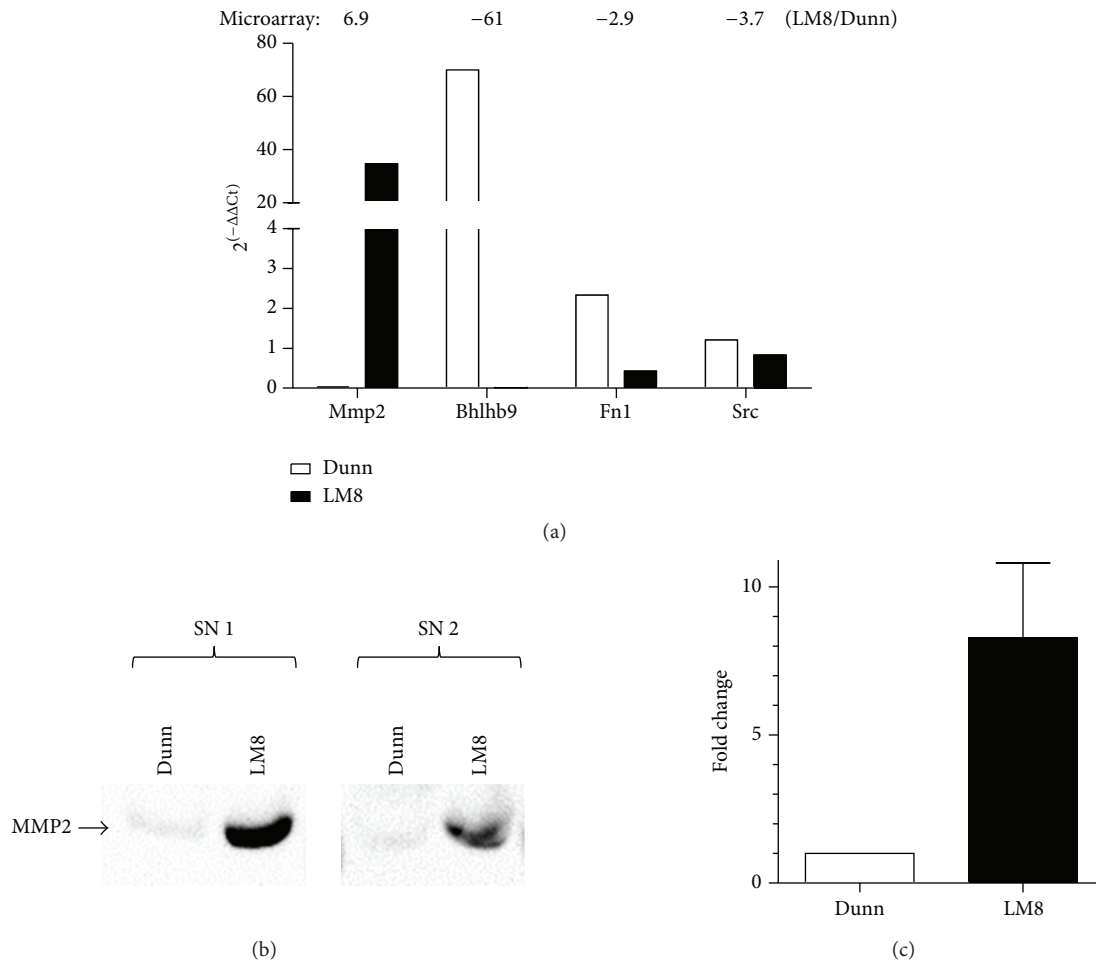 Microarray: 6.9 −61 −2.9 −3.7 (LM8/Dunn)
80
60
40
20
4
3
2
1
0
2^(−ΔΔCt)
Mmp2 Bhlhb9 Fn1 Src
Dunn
LM8
(a)
SN 1 SN 2
Dunn LM8 Dunn LM8
MMP2
(b)
10
5
0
Fold change
Dunn LM8
(c)